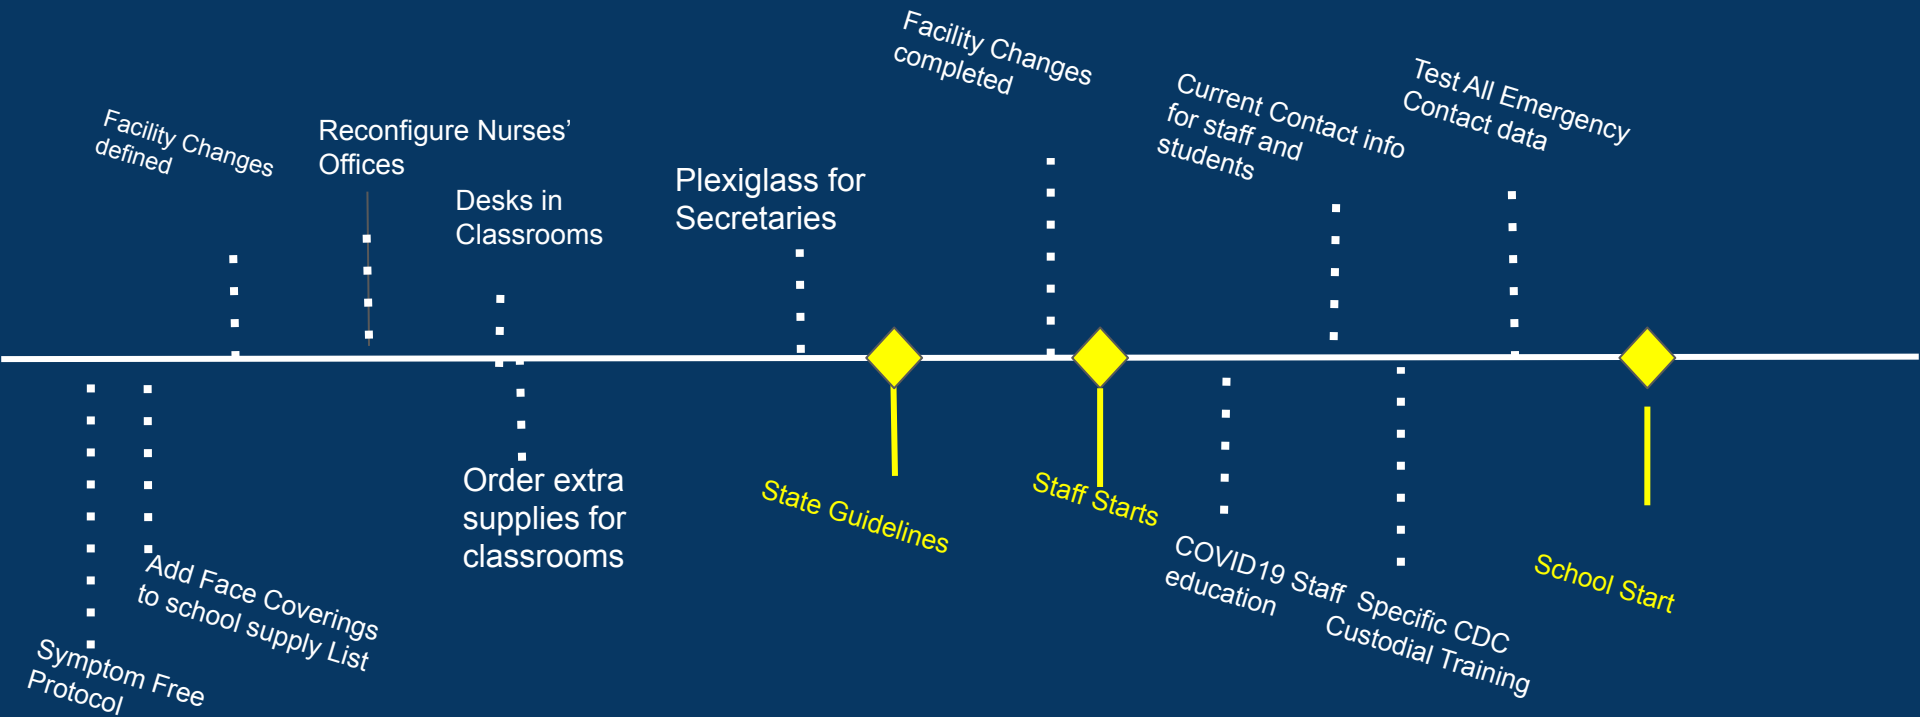 Facility Changes
defined
Reconfigure Nurses’
Offices
Desks in
Classrooms
Plexiglass for
Secretaries
Facility Changes
completed
Current Contact info
for staff and
students
Test All Emergency
Contact data
Symptom Free
Protocol
Add Face Coverings
to school supply List
Order extra
supplies for
classrooms
State Guidelines
Staff Starts
COVID19 Staff
education
Specific CDC
Custodial Training
School Start